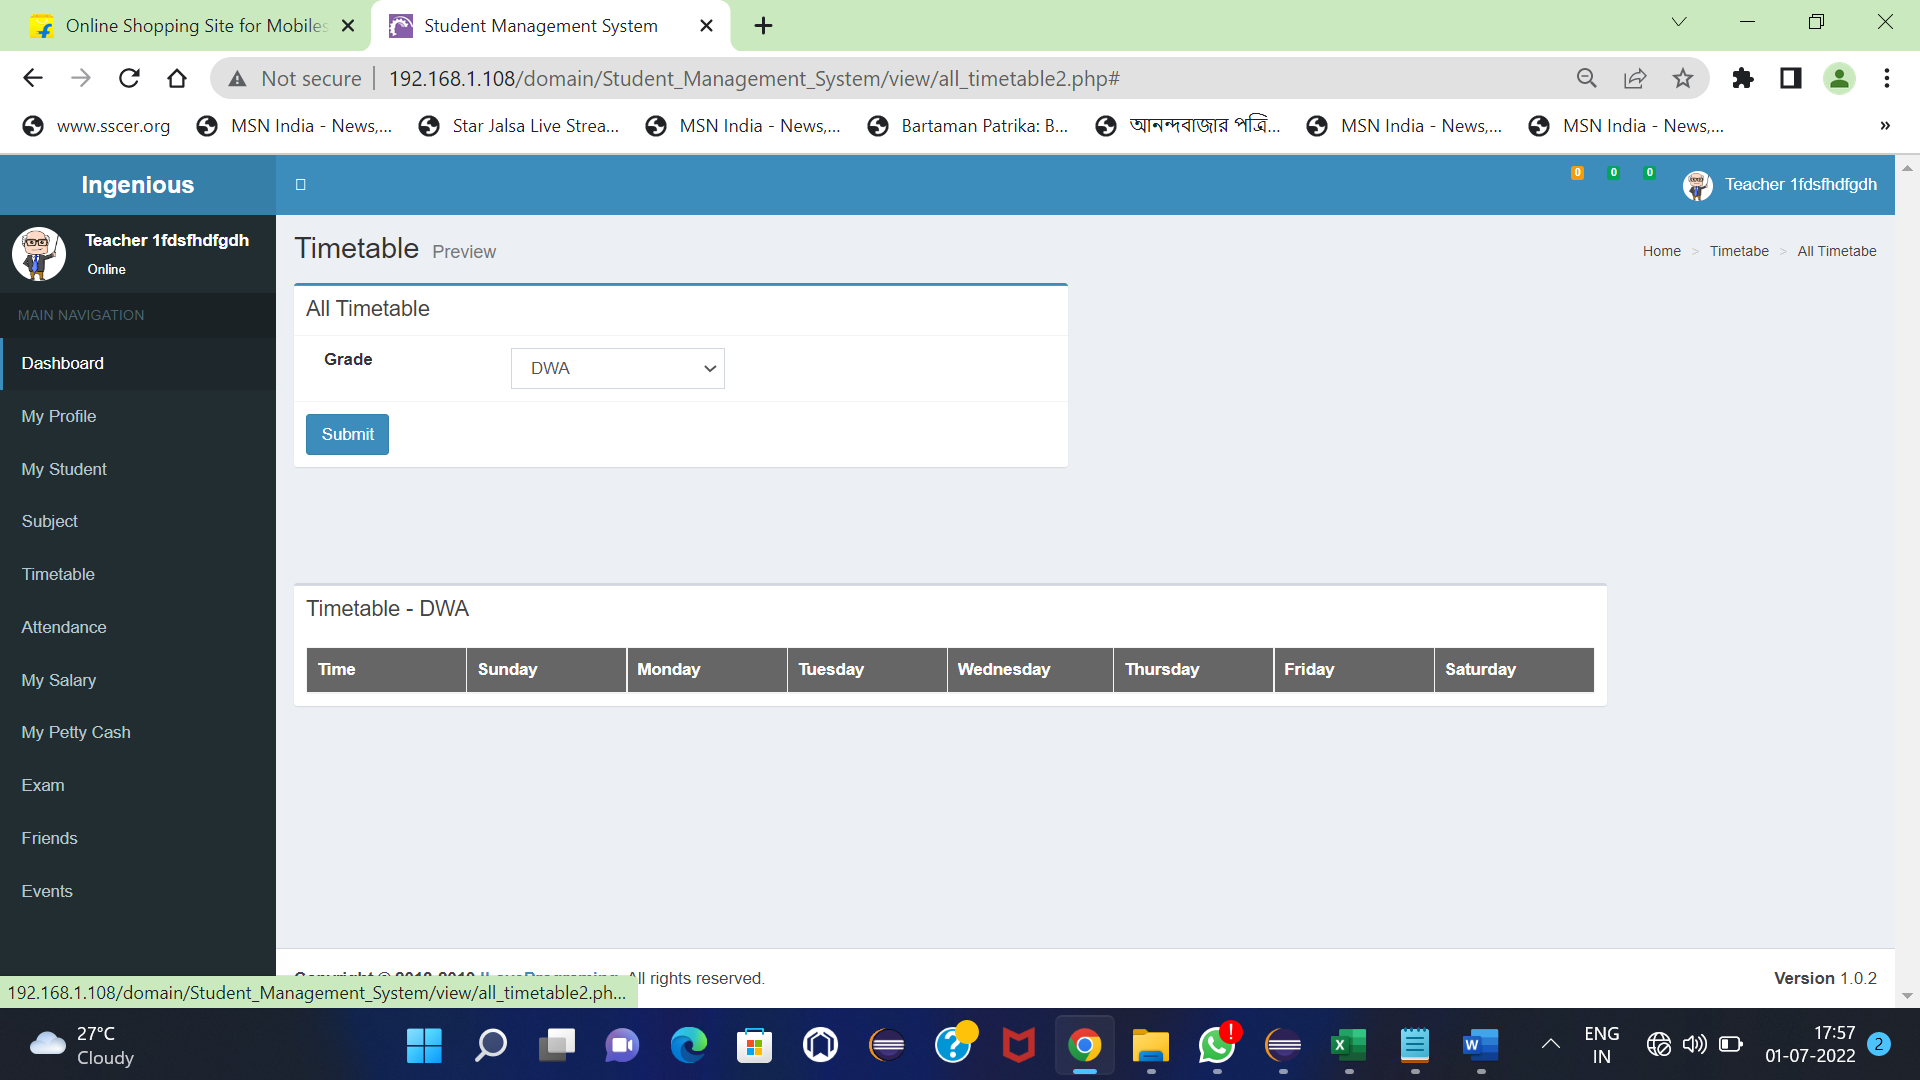 Online Shopping Site for Mobiles
Student Management System
Not secure
192.168.1.108/domain/Student_Management_System/view/all_timetable2.php#
www.sscer.org
MSN India - News,...
Star Jalsa Live Strea...
MSN India - News,...
Bartaman Patrika: B...
আনন্দবাজার পত্রি...
MSN India - News,...
MSN India - News,...
»
Ingenious
0
0
0
Teacher 1fdsfhdfgdh
Teacher 1fdsfhdfgdh
Online
MAIN NAVIGATION
Dashboard
My Profile
My Student
Subject
Timetable
Attendance
My Salary
My Petty Cash
Exam
Friends
Events
Timetable Preview
Home > Timetabe > All Timetabe
All Timetable
Grade
DWA
Submit
Timetable - DWA
Time Sunday Monday Tuesday Wednesday Thursday Friday Saturday
Copyright © 2018-2019 ILovePrograming. All rights reserved.
Version 1.0.2
192.168.1.108/domain/Student_Management_System/view/all_timetable2.ph...
27°C
Cloudy
ENG
IN
17:57
01-07-2022
2